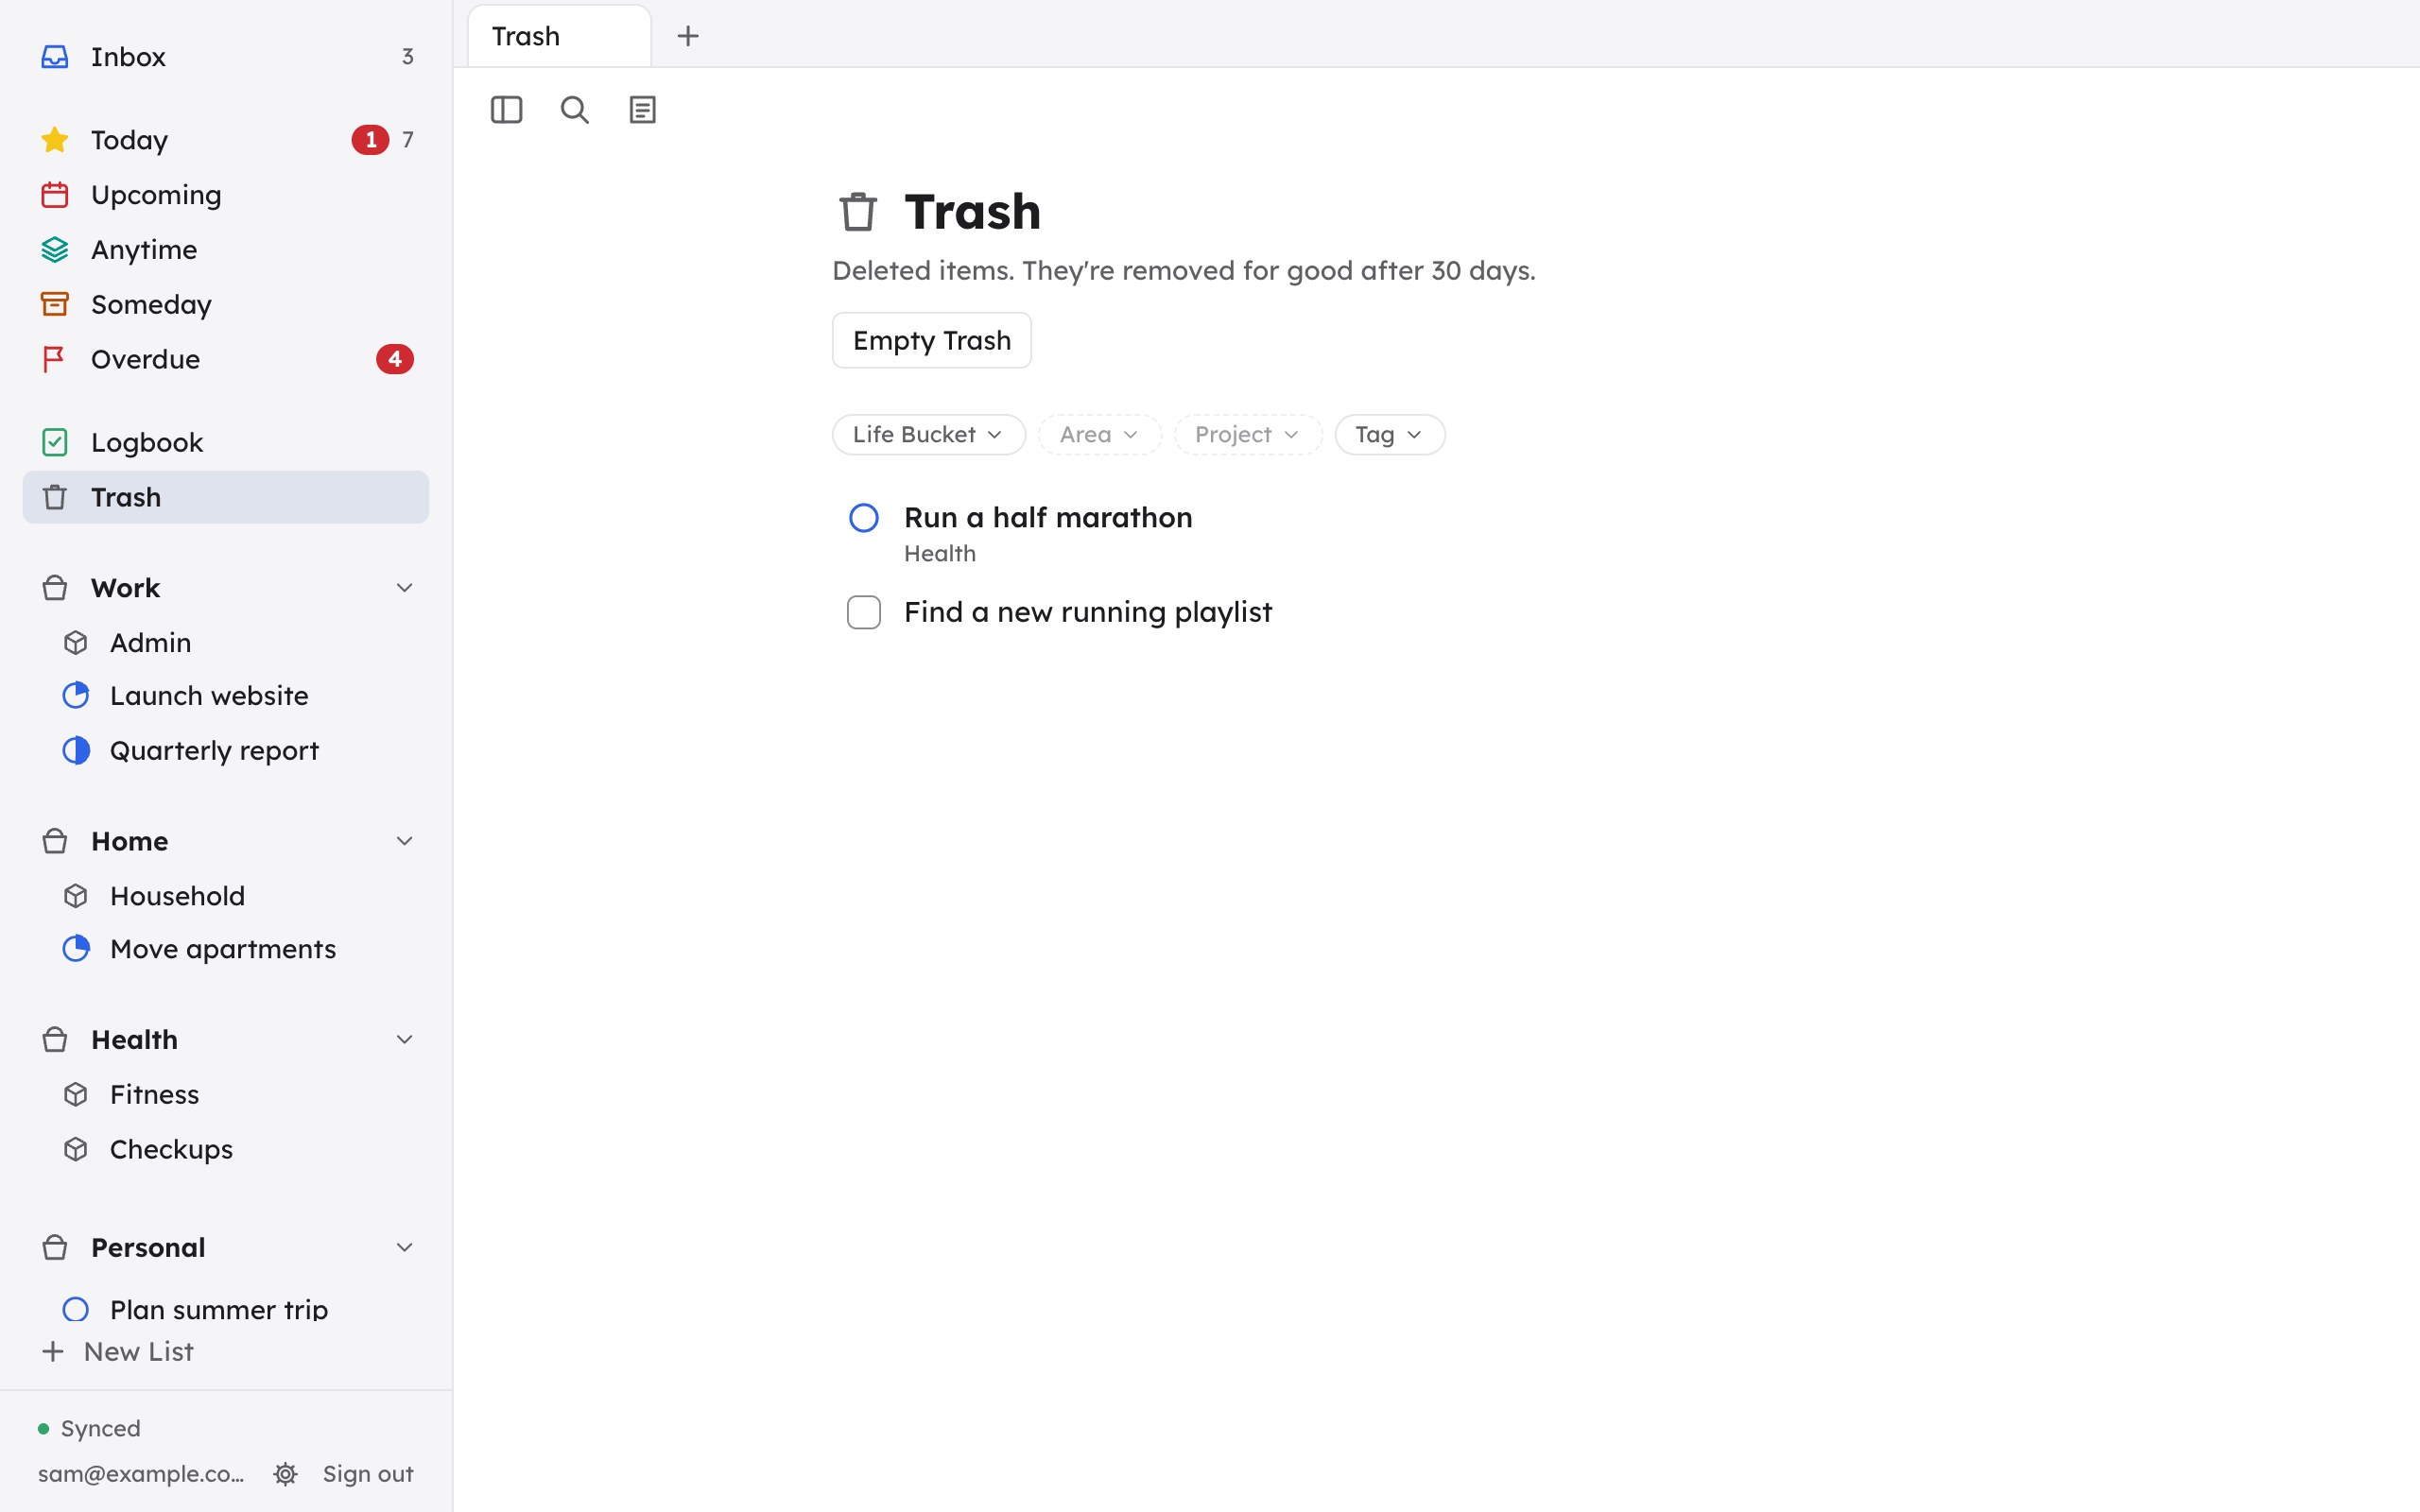 Inbox 3
Today 1 7
Upcoming
Anytime
Someday
Overdue 4
Logbook
Trash
Work
Admin
Launch website
Quarterly report
Home
Household
Move apartments
Health
Fitness
Checkups
Personal
Plan summer trip
New List
Synced
sam@example.co… Sign out
Trash
Trash
Deleted items. They're removed for good after 30 days.
Empty Trash
Life Bucket Area Project Tag
Run a half marathon
Health
Find a new running playlist